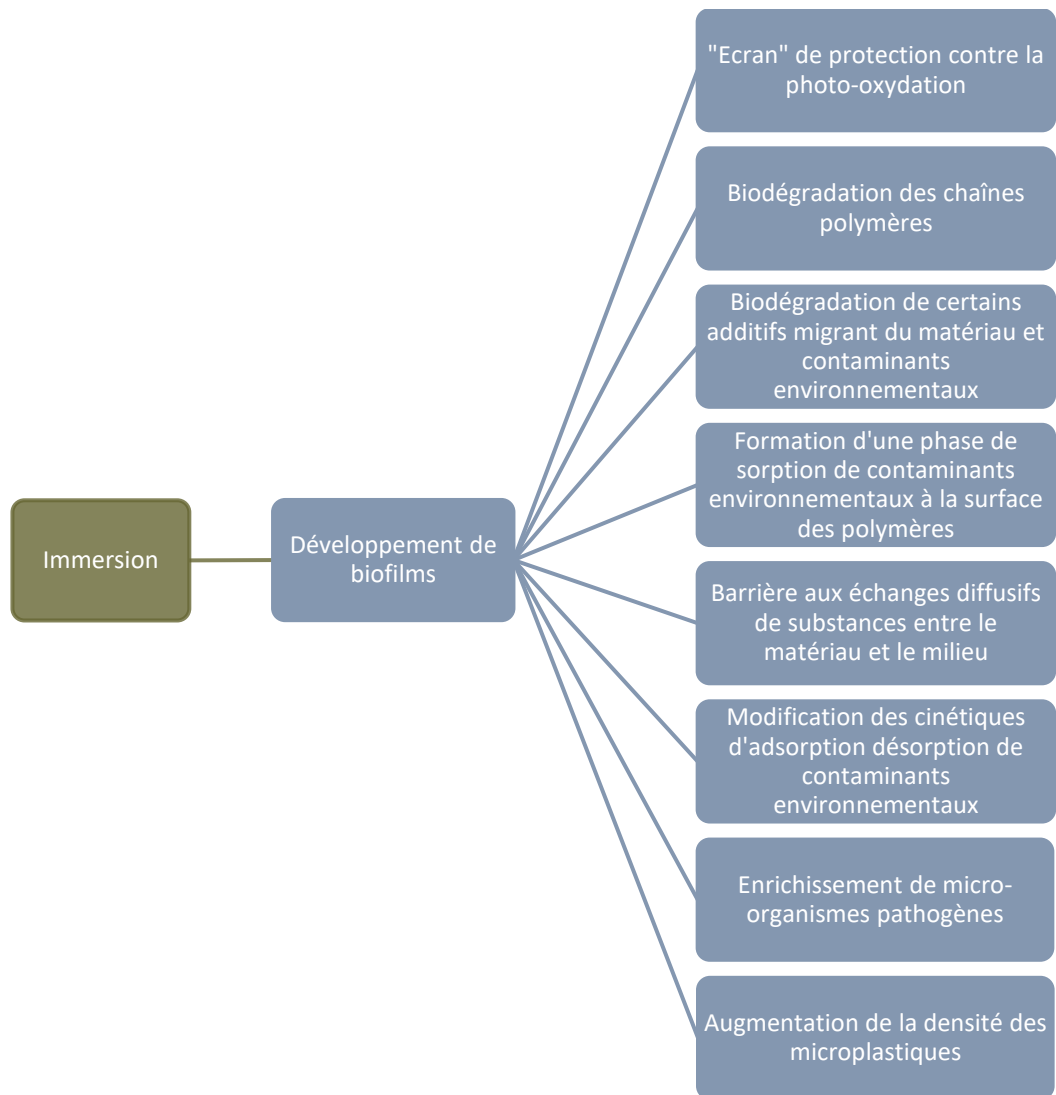 "Ecran" de protection contre la
photo-oxydation
Biodégradation des chaînes
polymères
Biodégradation de certains
additifs migrant du matériau et
contaminants
environnementaux
Formation d'une phase de
sorption de contaminants
environnementaux à la surface
des polymères
Immersion
Développement de
biofilms
Barrière aux échanges diffusifs
de substances entre le
matériau et le milieu
Modification des cinétiques
d'adsorption désorption de
contaminants
environnementaux
Enrichissement de micro-
organismes pathogènes
Augmentation de la densité des
microplastiques